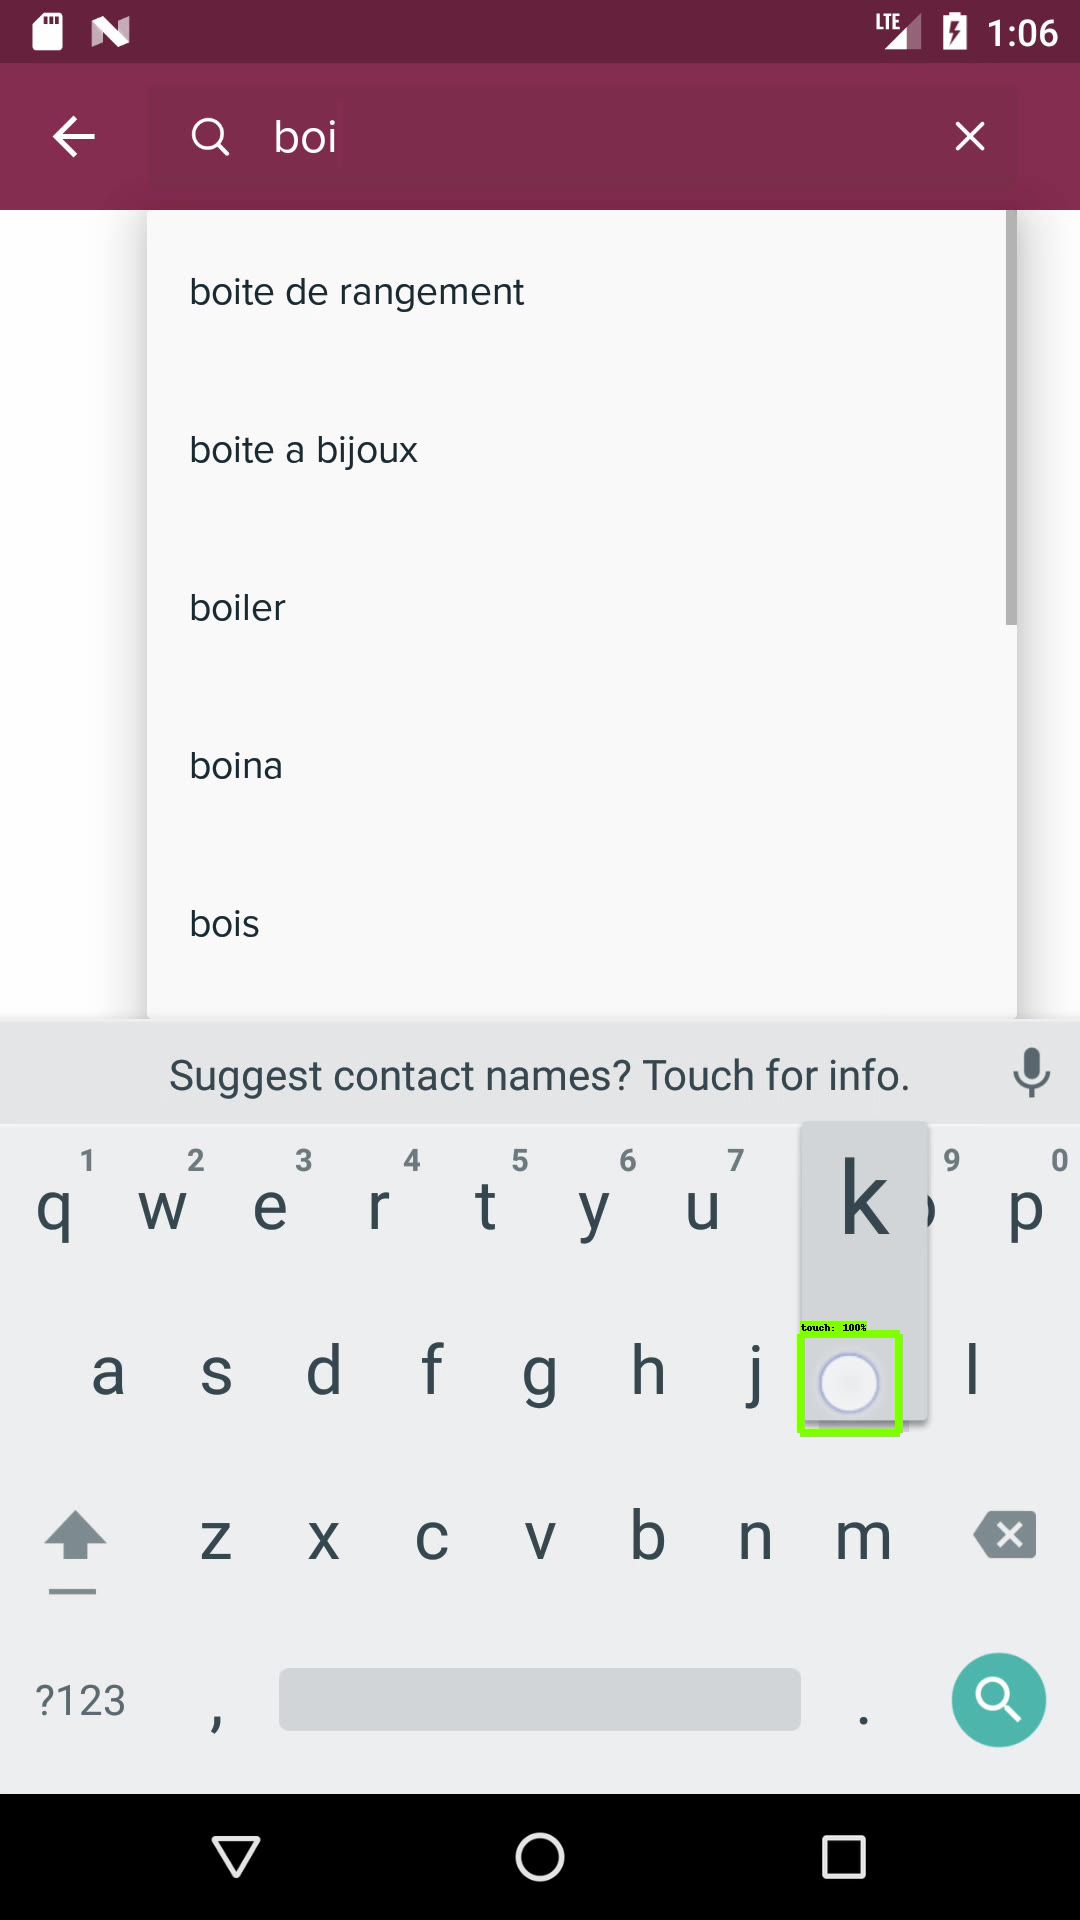 LTE 1:06
boi
boite de rangement
boite a bijoux
boiler
boina
bois
Suggest contact names? Touch for info.
1 2 3 4 5 6 7 9 0
q w e r t y u k p
touch: 100%
a s d f g h j l
z x c v b n m
?123 , .